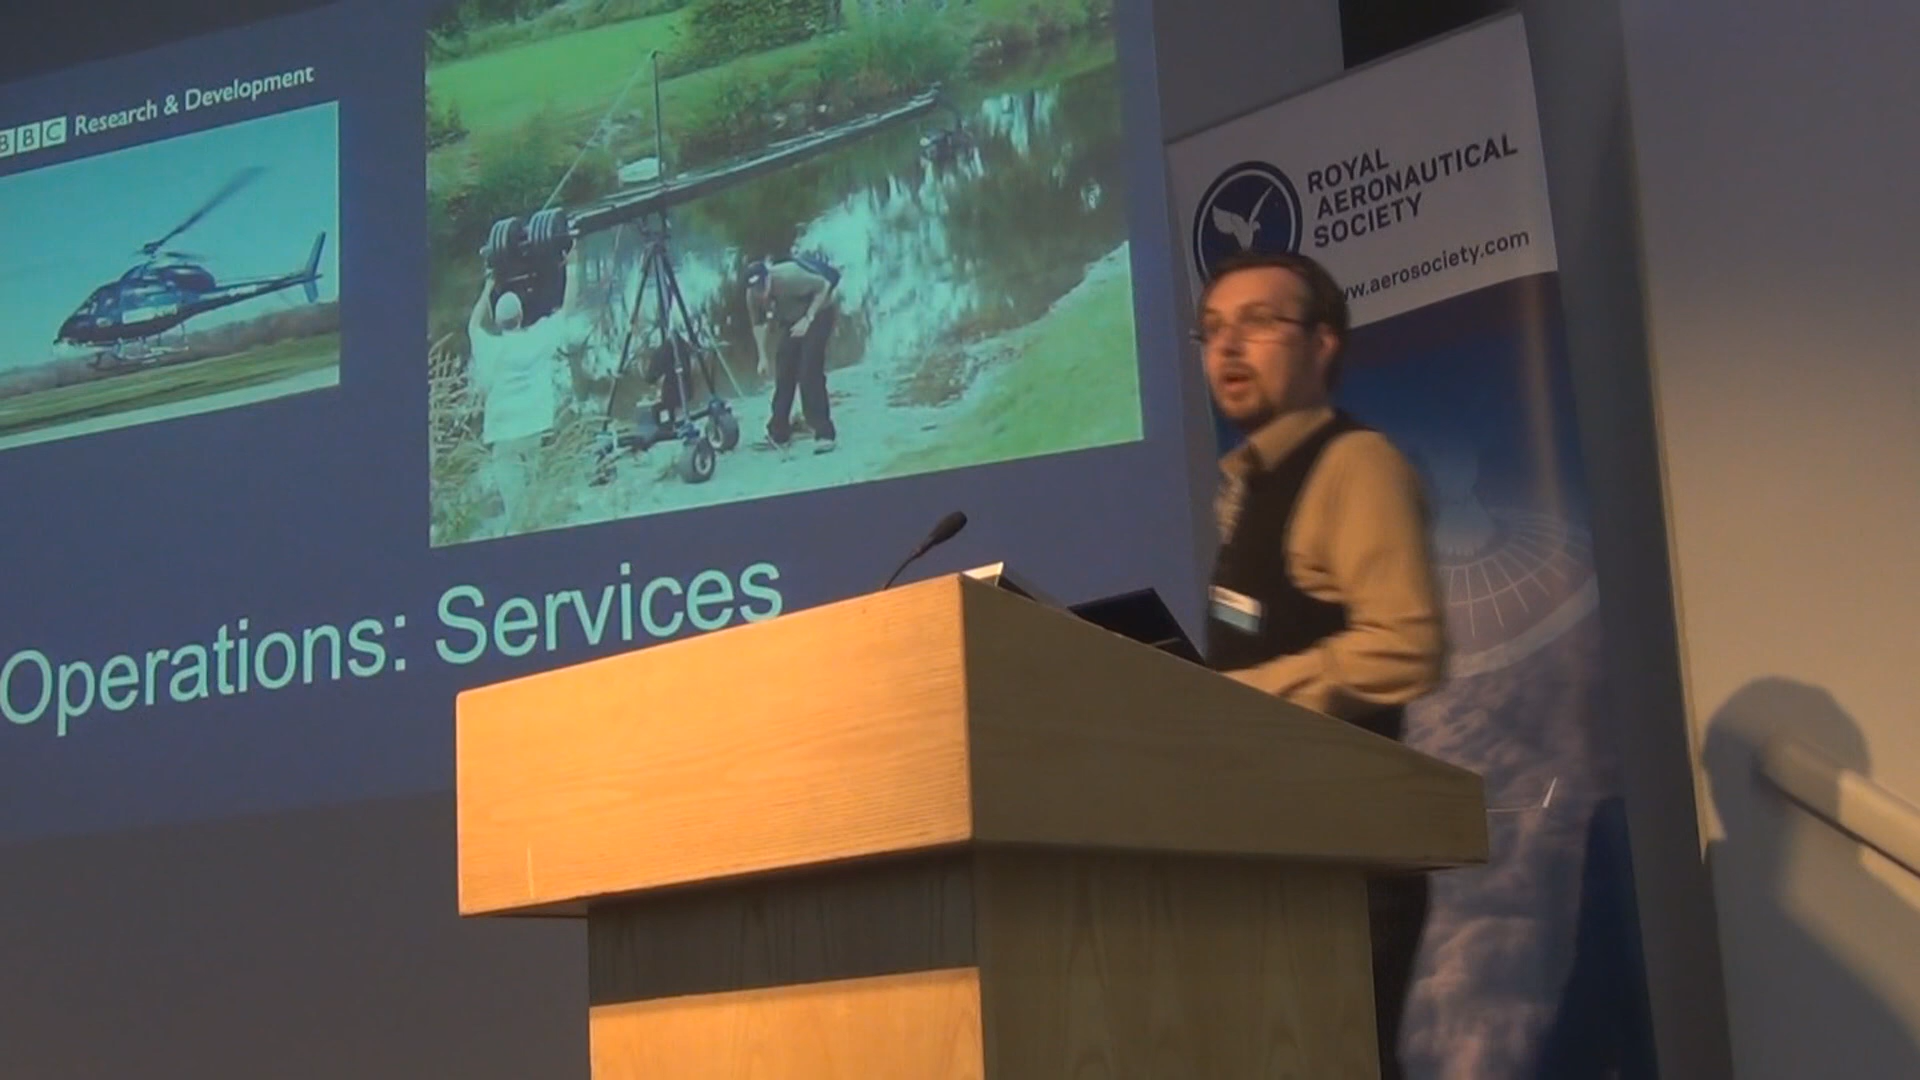 BBC Research & Development
Operations: Services
ROYAL
AERONAUTICAL
SOCIETY
www.aerosociety.com